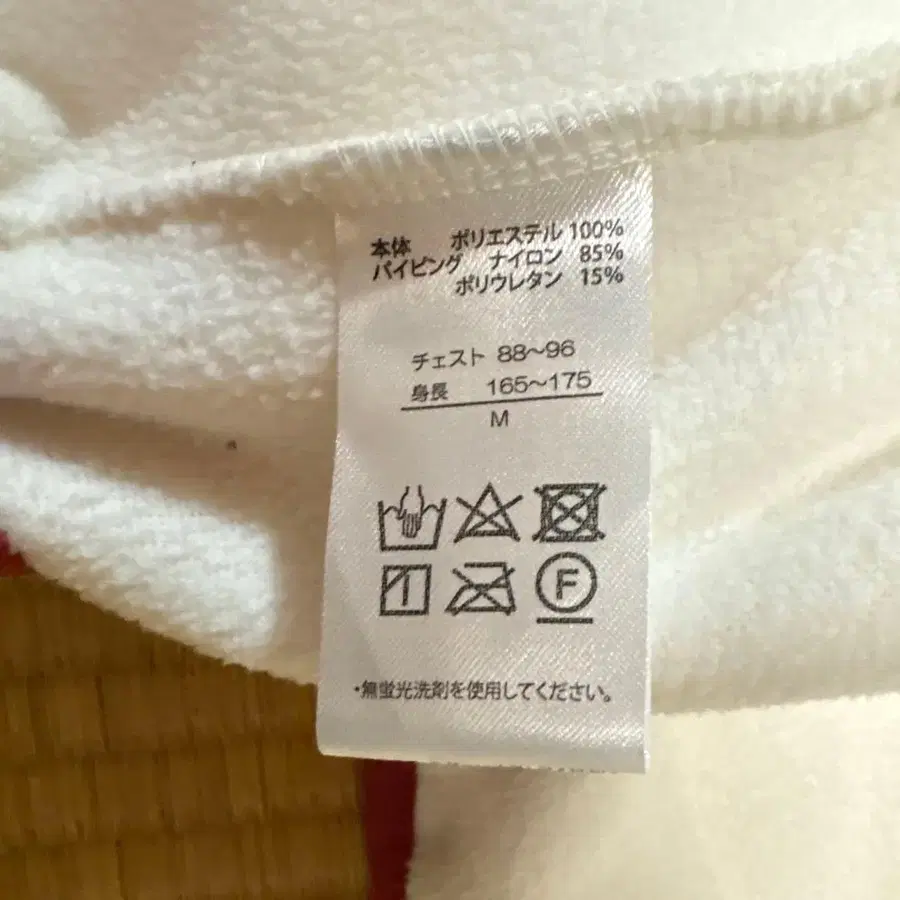 本体 ポリエステル 100%
パイピング ナイロン 85%
ポリウレタン 15%
チェスト 88～96
身長 165～175
M
F
・無蛍光洗剤を使用してください。